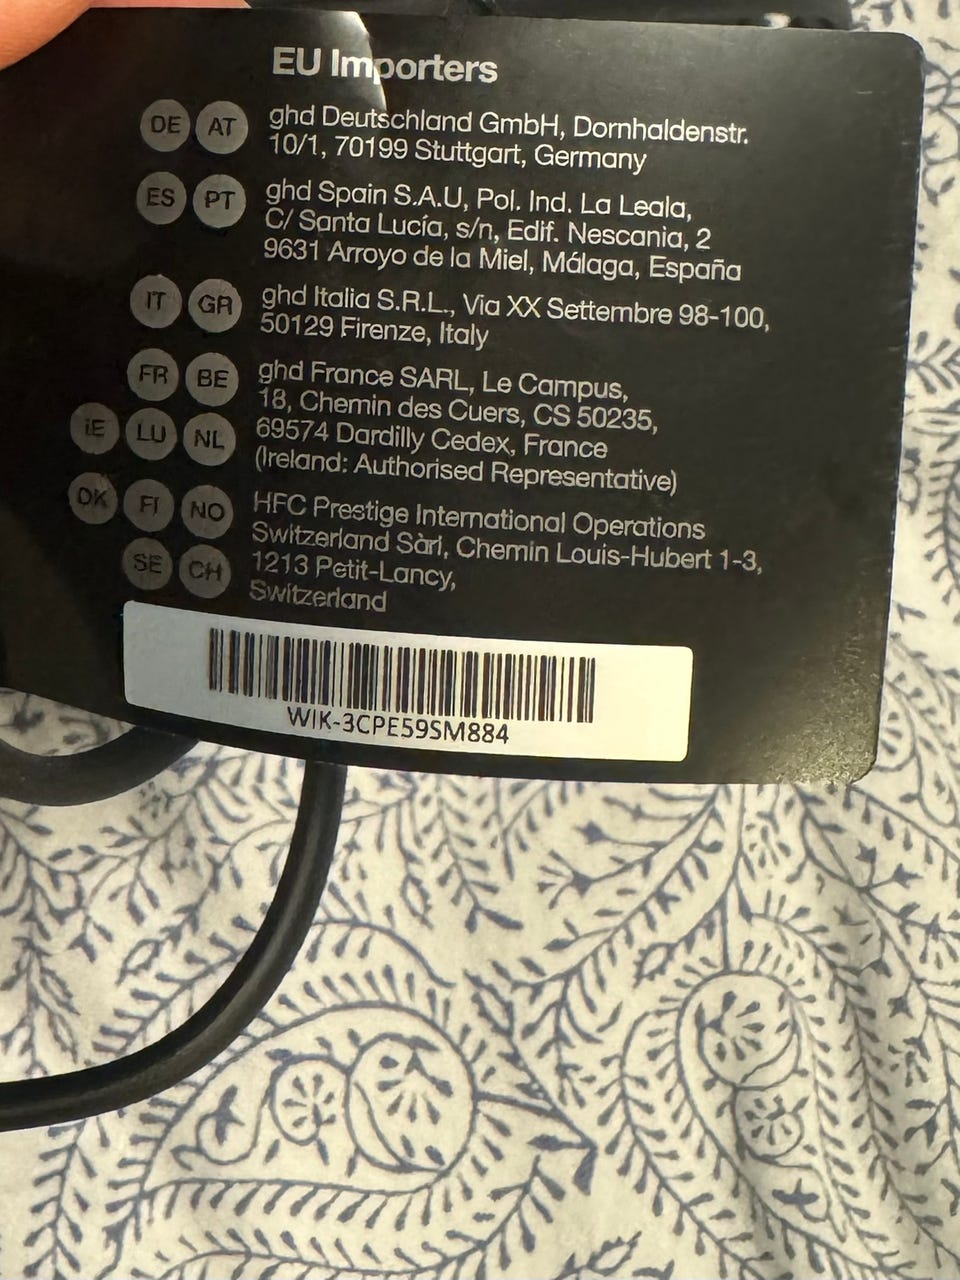 EU Importers
DE AT ghd Deutschland GmbH, Dornhaldenstr.
10/1, 70199 Stuttgart, Germany
ES PT ghd Spain S.A.U, Pol. Ind. La Leala,
C/ Santa Lucía, s/n, Edif. Nescania, 2
9631 Arroyo de la Miel, Málaga, España
IT GR ghd Italia S.R.L., Via XX Settembre 98-100,
50129 Firenze, Italy
FR BE ghd France SARL, Le Campus,
18, Chemin des Cuers, CS 50235,
IE LU NL 69574 Dardilly Cedex, France
(Ireland: Authorised Representative)
DK FI NO HFC Prestige International Operations
Switzerland Sàrl, Chemin Louis-Hubert 1-3,
SE CH 1213 Petit-Lancy,
Switzerland
WIK-3CPE59SM884